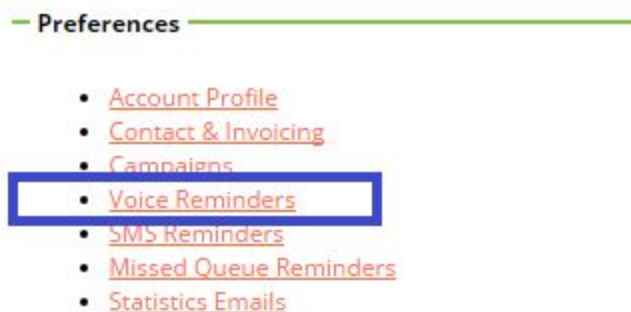 Preferences
Account Profile
Contact & Invoicing
Campaigns
Voice Reminders
SMS Reminders
Missed Queue Reminders
Statistics Emails